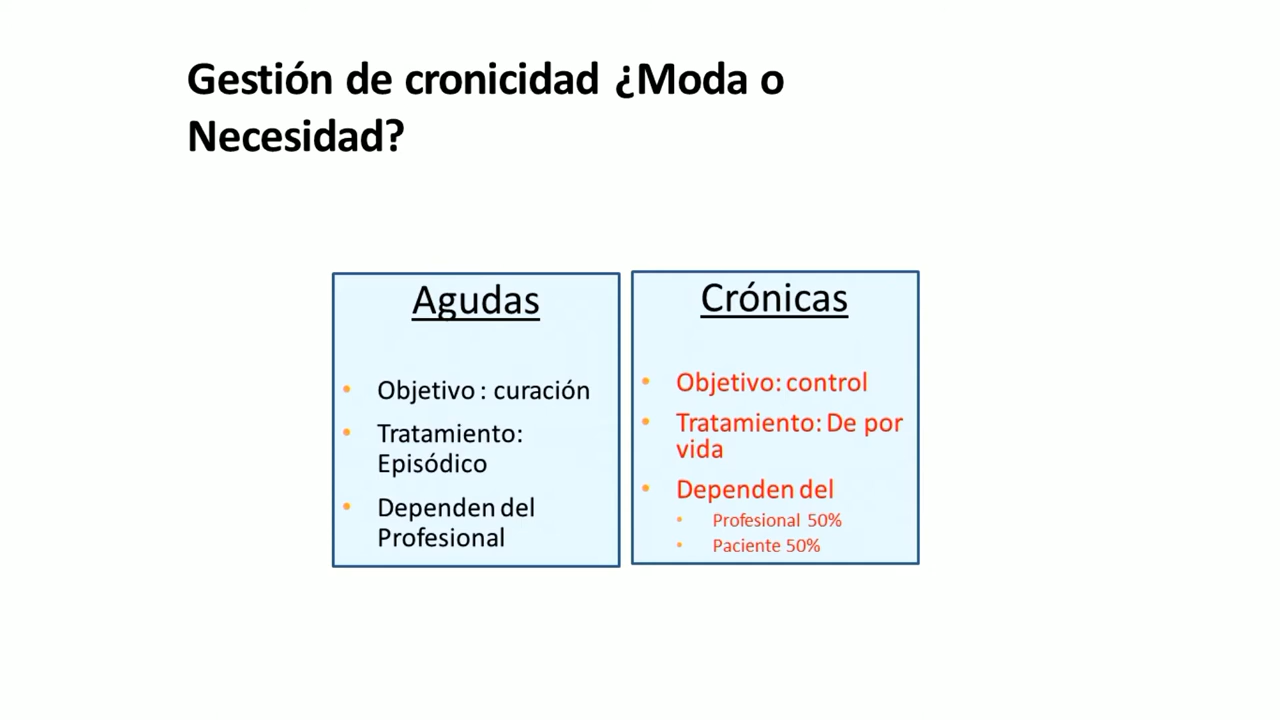 Gestión de cronicidad ¿Moda o
Necesidad?
Agudas
• Objetivo : curación
• Tratamiento:
Episódico
• Dependen del
Profesional
Crónicas
• Objetivo: control
• Tratamiento: De por
vida
• Dependen del
• Profesional 50%
• Paciente 50%